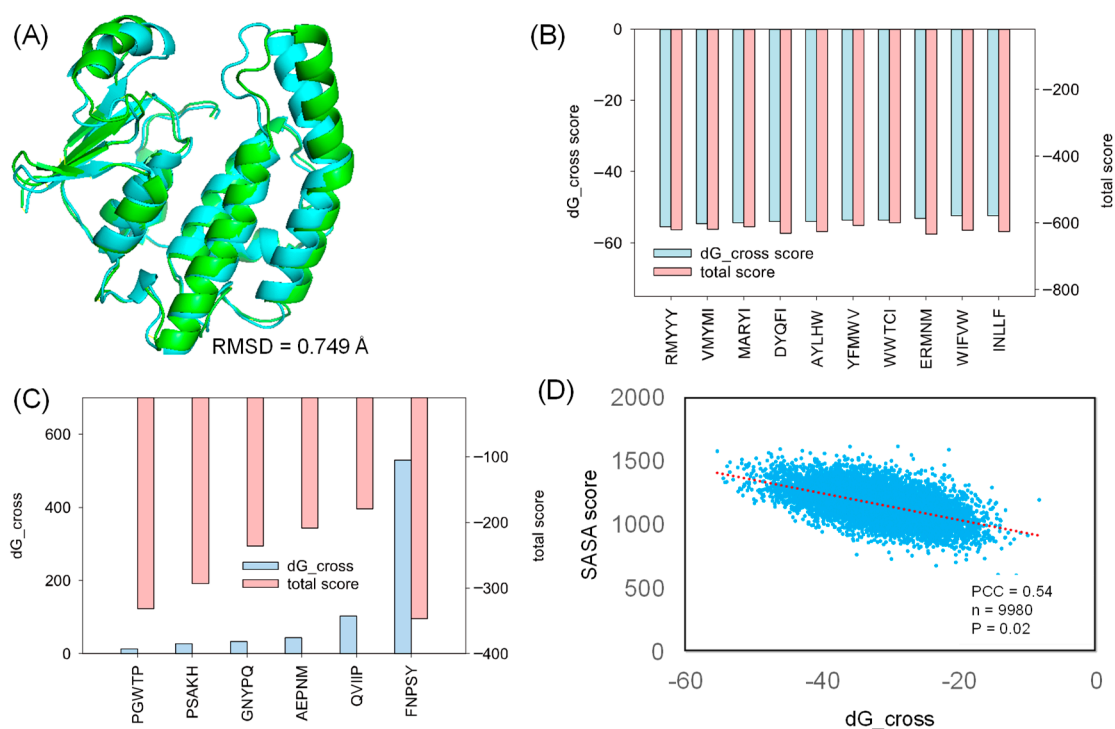 (A)
RMSD = 0.749 Å
(B)
0
−20
−40
−60
dG_cross score
−200
−400
−600
−800
total score
dG_cross score
total score
RMYYY
VMYMI
MARYI
DYQFI
AYLHW
YFMWV
WWTCI
ERMNM
WIFVW
INLLF
(C)
600
400
200
0
dG_cross
−100
−200
−300
−400
total score
dG_cross
total score
PGWTP
PSAKH
GNYPQ
AEPNM
QVIIP
FNPSY
(D)
2000
1500
1000
500
0
SASA score
PCC = 0.54
n = 9980
P = 0.02
-60
-40
-20
0
dG_cross